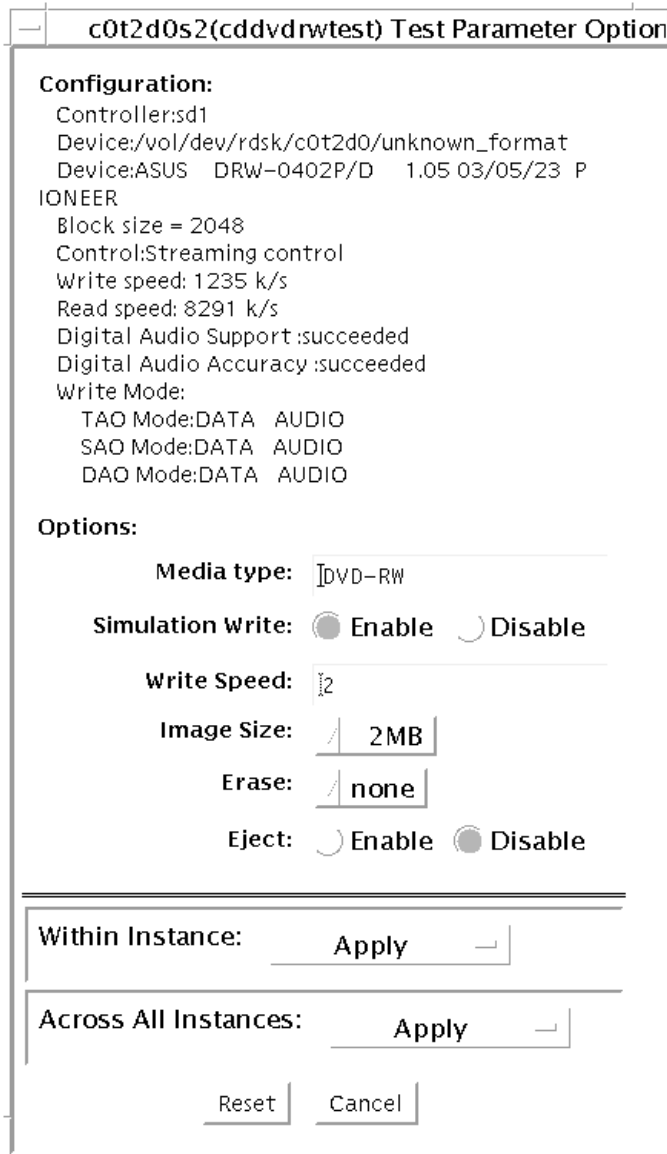 c0t2d0s2(cddvdrwtest) Test Parameter Option
Configuration:
Controller:sd1
Device:/vol/dev/rdsk/c0t2d0/unknown_format
Device:ASUS DRW-0402P/D 1.05 03/05/23 P
IONEER
Block size = 2048
Control:Streaming control
Write speed: 1235 k/s
Read speed: 8291 k/s
Digital Audio Support :succeeded
Digital Audio Accuracy :succeeded
Write Mode:
TAO Mode:DATA AUDIO
SAO Mode:DATA AUDIO
DAO Mode:DATA AUDIO
Options:
Media type: DVD-RW
Simulation Write: Enable Disable
Write Speed: 2
Image Size: 2MB
Erase: none
Eject: Enable Disable
Within Instance: Apply
Across All Instances: Apply
Reset Cancel